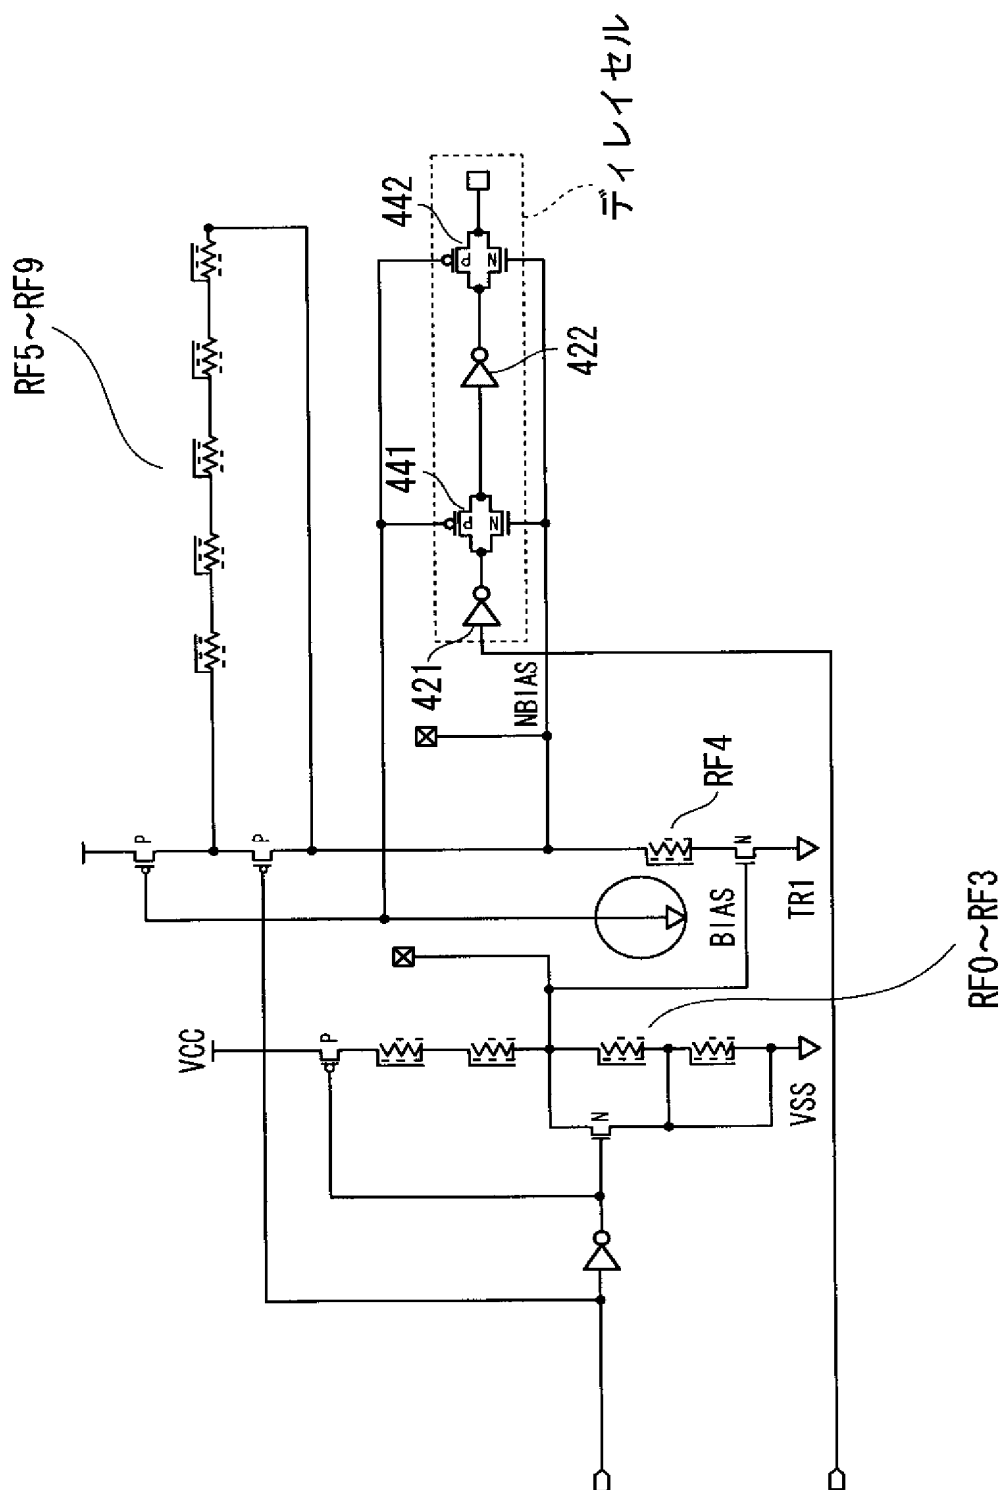 RF5～RF9
442
ディレイセル
422
441
421
NBIAS
P
N
P
N
P
P
RF4
N
TR1
BIAS
RF0～RF3
VCC
P
N
VSS